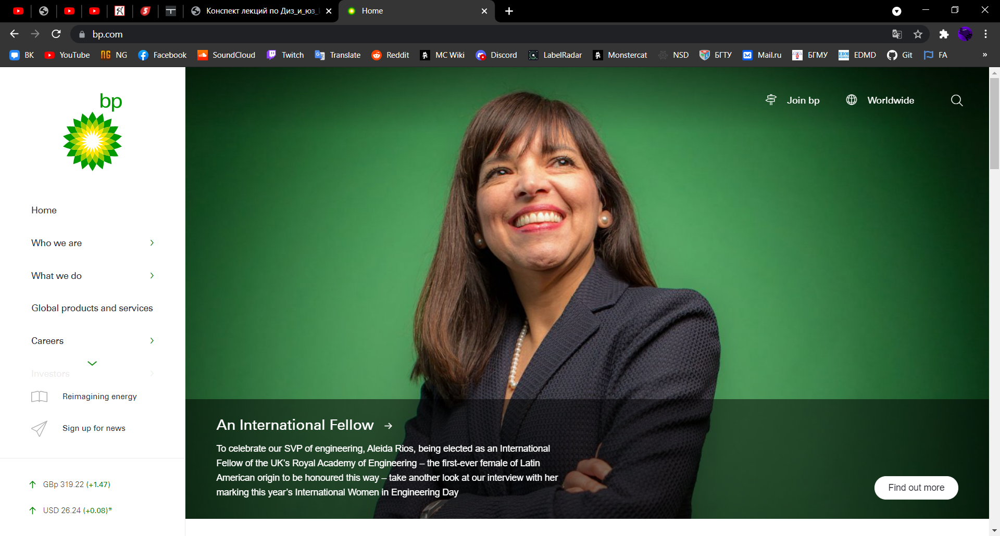 Конспект лекций по Диз_и_юз_
Home
bp.com
ВК
YouTube
NG
Facebook
SoundCloud
Twitch
Translate
Reddit
MC Wiki
Discord
LabelRadar
Monstercat
NSD
БГТУ
Mail.ru
БГМУ
EDMD
Git
FA
»
bp
Join bp
Worldwide
Home
Who we are
What we do
Global products and services
Careers
Investors
Reimagining energy
Sign up for news
GBp 319.22 (+1.47)
USD 26.24 (+0.08)*
An International Fellow →
To celebrate our SVP of engineering, Aleida Rios, being elected as an International
Fellow of the UK's Royal Academy of Engineering – the first-ever female of Latin
American origin to be honoured this way – take another look at our interview with her
marking this year's International Women in Engineering Day
Find out more